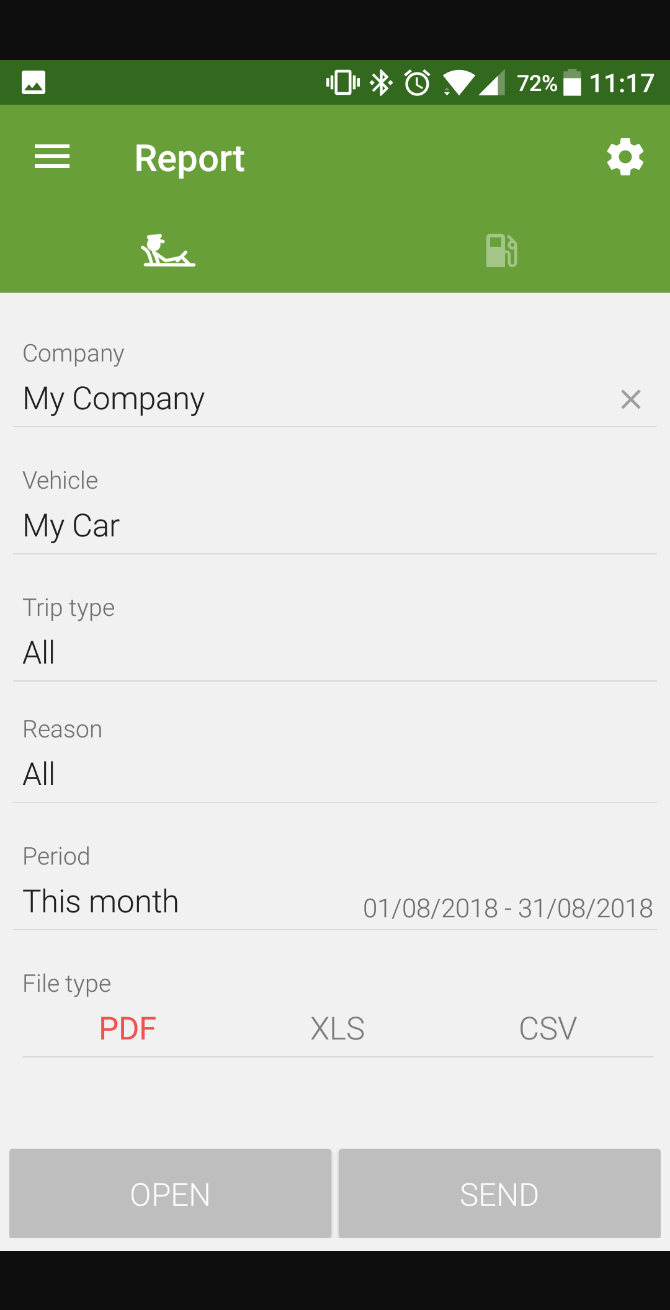 72% 11:17
Report
Company
My Company
Vehicle
My Car
Trip type
All
Reason
All
Period
This month 01/08/2018 - 31/08/2018
File type
PDF XLS CSV
OPEN SEND